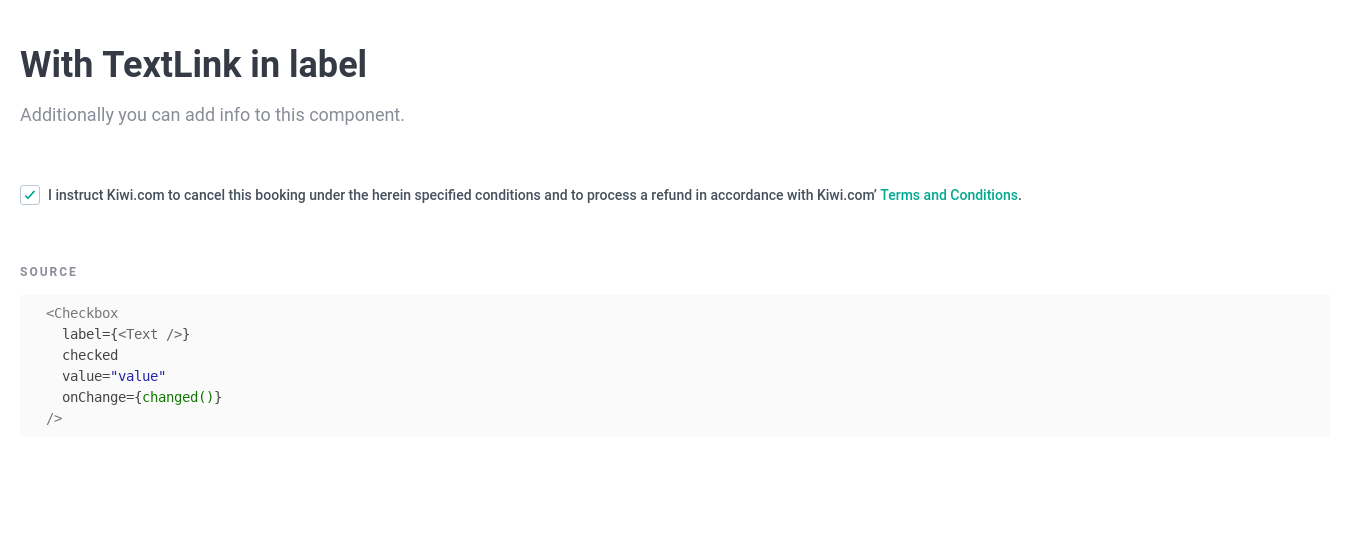 With TextLink in label
Additionally you can add info to this component.
I instruct Kiwi.com to cancel this booking under the herein specified conditions and to process a refund in accordance with Kiwi.com’ Terms and Conditions.
SOURCE
<Checkbox
  label={<Text />}
  checked
  value="value"
  onChange={changed()}
/>